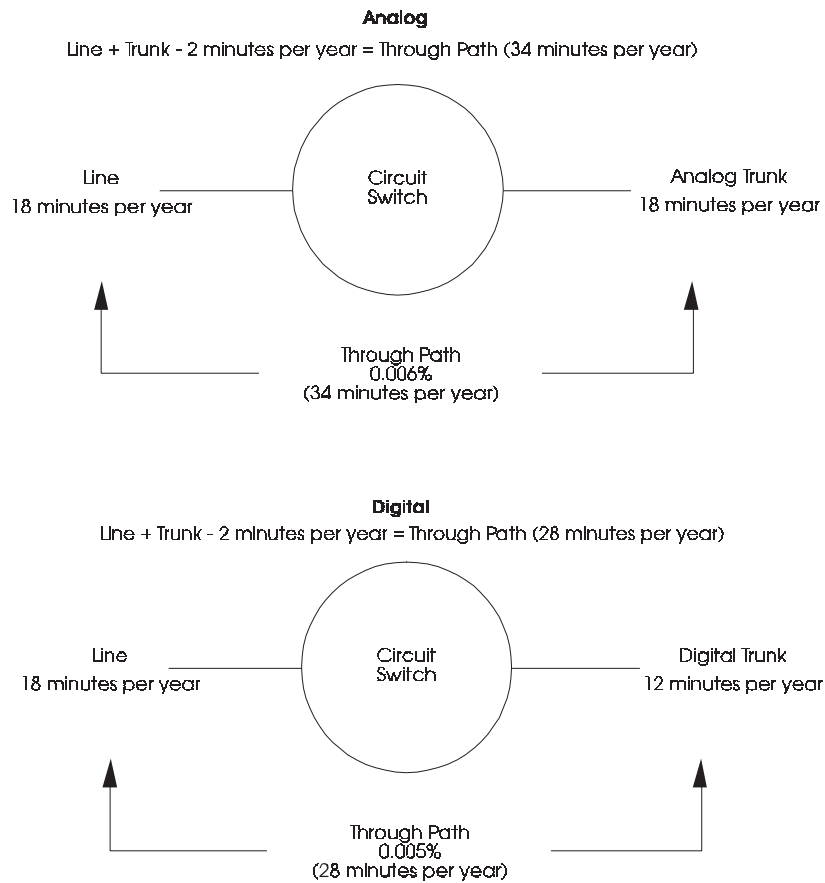 Analog
Line + Trunk - 2 minutes per year = Through Path (34 minutes per year)
Line
18 minutes per year
Circuit
Switch
Analog Trunk
18 minutes per year
Through Path
0.006%
(34 minutes per year)
Digital
Line + Trunk - 2 minutes per year = Through Path (28 minutes per year)
Line
18 minutes per year
Circuit
Switch
Digital Trunk
12 minutes per year
Through Path
0.005%
(28 minutes per year)